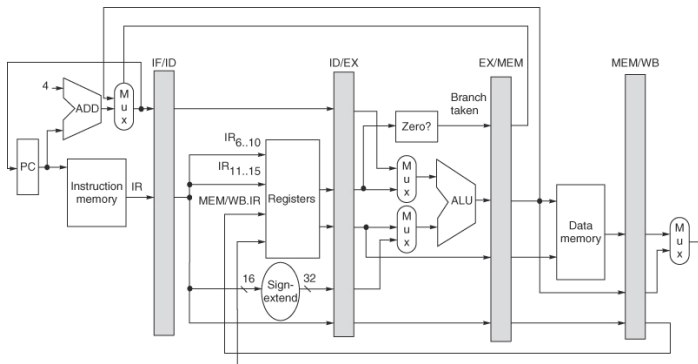 IF/ID
ID/EX
EX/MEM
MEM/WB
4
ADD
M
u
x
Branch
taken
Zero?
PC
Instruction
memory
IR
IR6..10
IR11..15
MEM/WB.IR
Registers
M
u
x
M
u
x
ALU
Data
memory
M
u
x
16
Sign-
extend
32